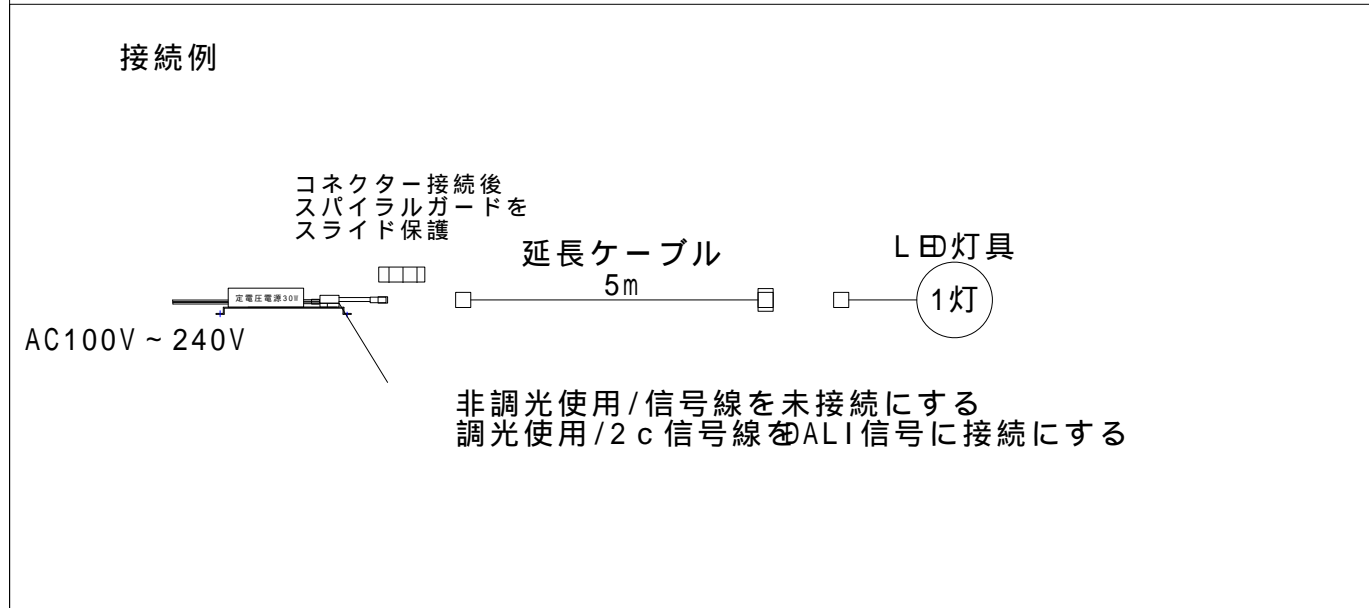 接続例
コネクター接続後
スパイラルガードを
スライド保護
延長ケーブル
5m
LED灯具
1灯
定電圧電源30W
AC100V~240V
非調光使用/信号線を未接続にする
調光使用/2c信号線をDALI信号に接続にする